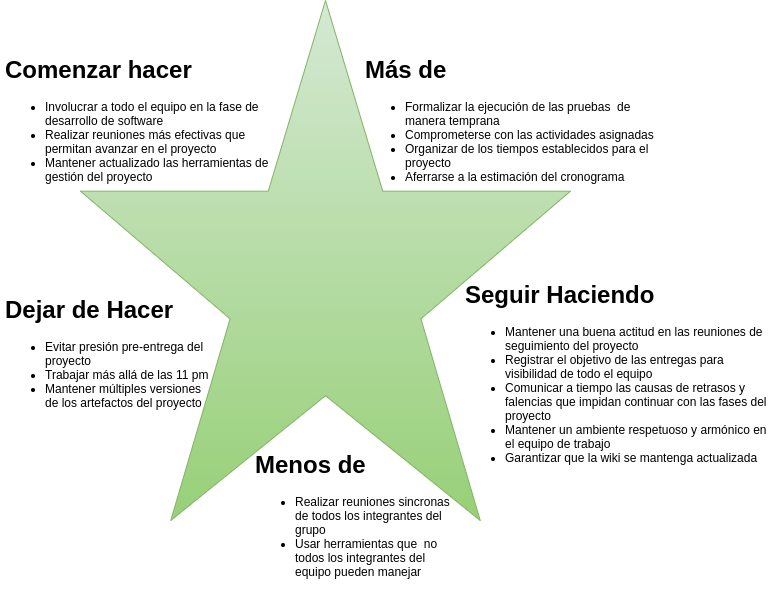 Comenzar hacer
• Involucrar a todo el equipo en la fase de
desarrollo de software
• Realizar reuniones más efectivas que
permitan avanzar en el proyecto
• Mantener actualizado las herramientas de
gestión del proyecto
Más de
• Formalizar la ejecución de las pruebas  de
manera temprana
• Comprometerse con las actividades asignadas
• Organizar de los tiempos establecidos para el
proyecto
• Aferrarse a la estimación del cronograma
Dejar de Hacer
• Evitar presión pre-entrega del
proyecto
• Trabajar más allá de las 11 pm
• Mantener múltiples versiones
de los artefactos del proyecto
Seguir Haciendo
• Mantener una buena actitud en las reuniones de
seguimiento del proyecto
• Registrar el objetivo de las entregas para
visibilidad de todo el equipo
• Comunicar a tiempo las causas de retrasos y
falencias que impidan continuar con las fases del
proyecto
• Mantener un ambiente respetuoso y armónico en
el equipo de trabajo
• Garantizar que la wiki se mantenga actualizada
Menos de
• Realizar reuniones sincronas
de todos los integrantes del
grupo
• Usar herramientas que  no
todos los integrantes del
equipo pueden manejar